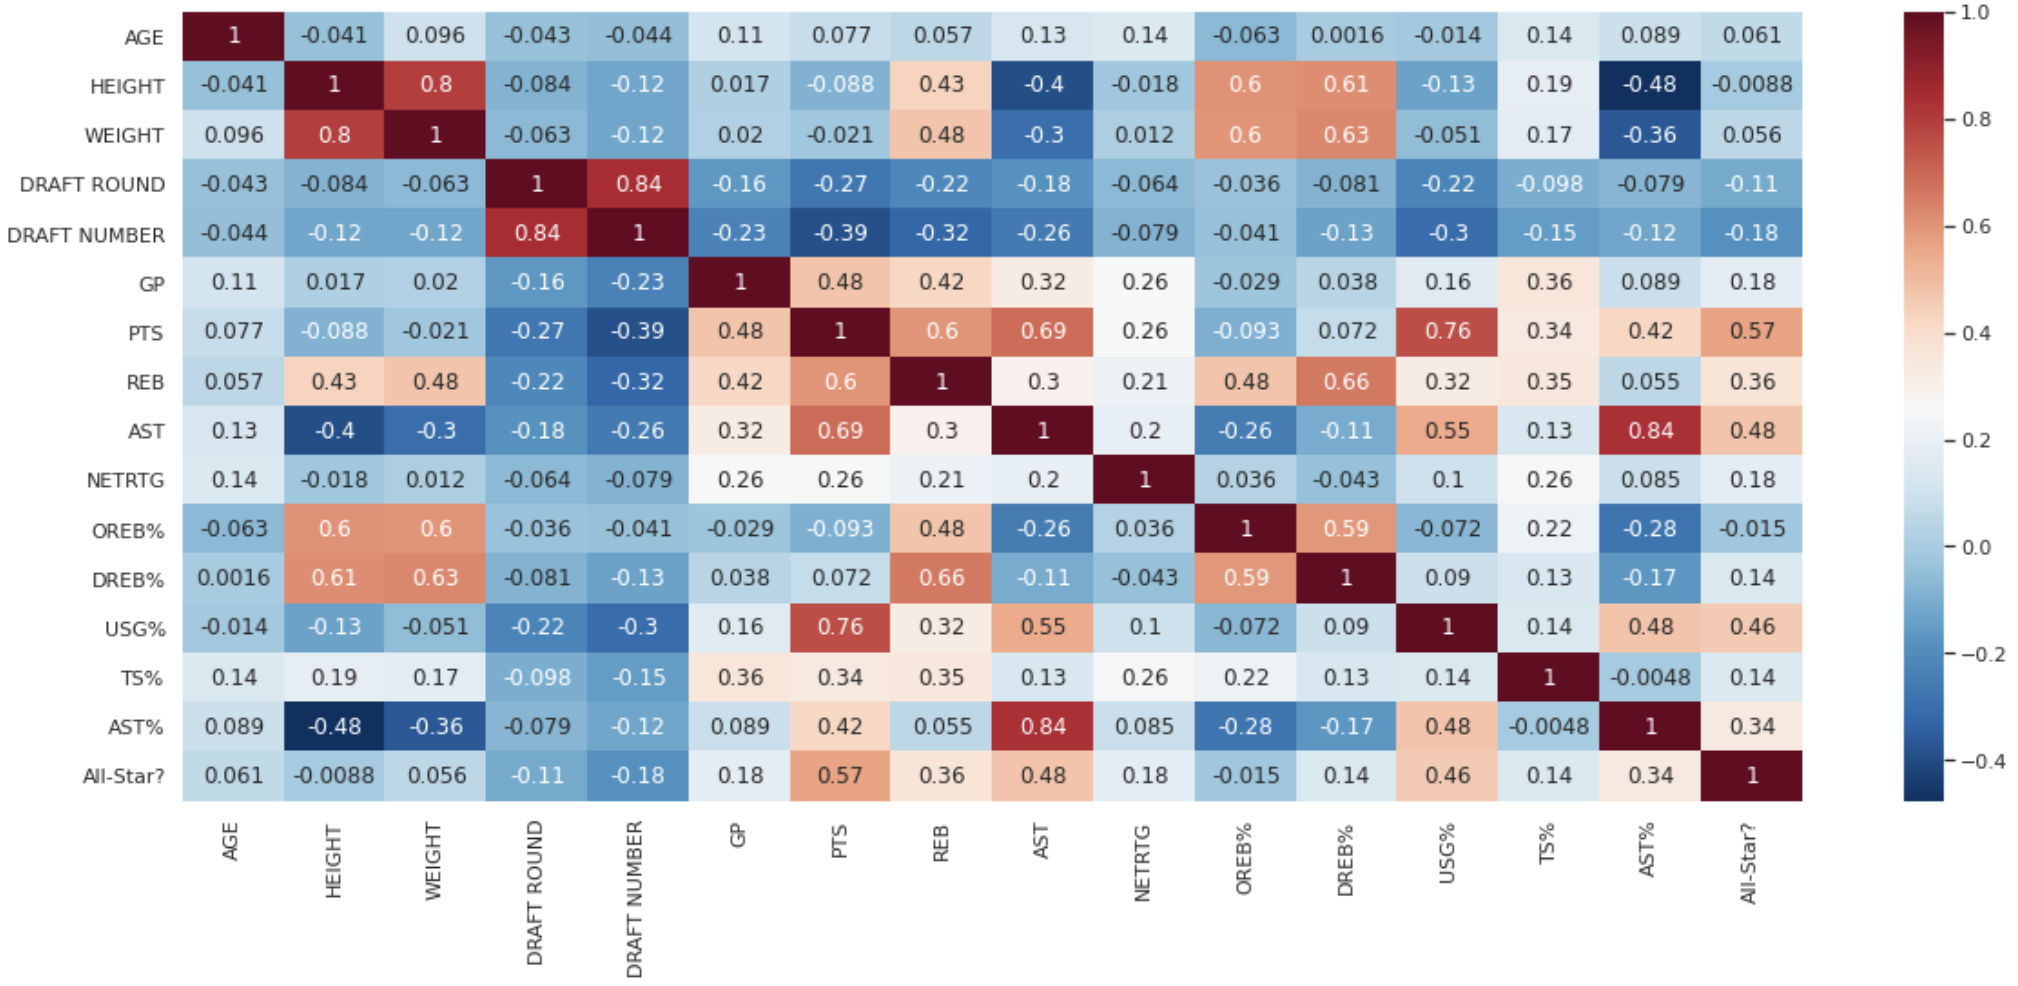 AGE 1 -0.041 0.096 -0.043 -0.044 0.11 0.077 0.057 0.13 0.14 -0.063 0.0016 -0.014 0.14 0.089 0.061
HEIGHT -0.041 1 0.8 -0.084 -0.12 0.017 -0.088 0.43 -0.4 -0.018 0.6 0.61 -0.13 0.19 -0.48 -0.0088
WEIGHT 0.096 0.8 1 -0.063 -0.12 0.02 -0.021 0.48 -0.3 0.012 0.6 0.63 -0.051 0.17 -0.36 0.056
DRAFT ROUND -0.043 -0.084 -0.063 1 0.84 -0.16 -0.27 -0.22 -0.18 -0.064 -0.036 -0.081 -0.22 -0.098 -0.079 -0.11
DRAFT NUMBER -0.044 -0.12 -0.12 0.84 1 -0.23 -0.39 -0.32 -0.26 -0.079 -0.041 -0.13 -0.3 -0.15 -0.12 -0.18
GP 0.11 0.017 0.02 -0.16 -0.23 1 0.48 0.42 0.32 0.26 -0.029 0.038 0.16 0.36 0.089 0.18
PTS 0.077 -0.088 -0.021 -0.27 -0.39 0.48 1 0.6 0.69 0.26 -0.093 0.072 0.76 0.34 0.42 0.57
REB 0.057 0.43 0.48 -0.22 -0.32 0.42 0.6 1 0.3 0.21 0.48 0.66 0.32 0.35 0.055 0.36
AST 0.13 -0.4 -0.3 -0.18 -0.26 0.32 0.69 0.3 1 0.2 -0.26 -0.11 0.55 0.13 0.84 0.48
NETRTG 0.14 -0.018 0.012 -0.064 -0.079 0.26 0.26 0.21 0.2 1 0.036 -0.043 0.1 0.26 0.085 0.18
OREB% -0.063 0.6 0.6 -0.036 -0.041 -0.029 -0.093 0.48 -0.26 0.036 1 0.59 -0.072 0.22 -0.28 -0.015
DREB% 0.0016 0.61 0.63 -0.081 -0.13 0.038 0.072 0.66 -0.11 -0.043 0.59 1 0.09 0.13 -0.17 0.14
USG% -0.014 -0.13 -0.051 -0.22 -0.3 0.16 0.76 0.32 0.55 0.1 -0.072 0.09 1 0.14 0.48 0.46
TS% 0.14 0.19 0.17 -0.098 -0.15 0.36 0.34 0.35 0.13 0.26 0.22 0.13 0.14 1 -0.0048 0.14
AST% 0.089 -0.48 -0.36 -0.079 -0.12 0.089 0.42 0.055 0.84 0.085 -0.28 -0.17 0.48 -0.0048 1 0.34
All-Star? 0.061 -0.0088 0.056 -0.11 -0.18 0.18 0.57 0.36 0.48 0.18 -0.015 0.14 0.46 0.14 0.34 1
AGE
HEIGHT
WEIGHT
DRAFT ROUND
DRAFT NUMBER
GP
PTS
REB
AST
NETRTG
OREB%
DREB%
USG%
TS%
AST%
All-Star?
1.0
0.8
0.6
0.4
0.2
0.0
−0.2
−0.4